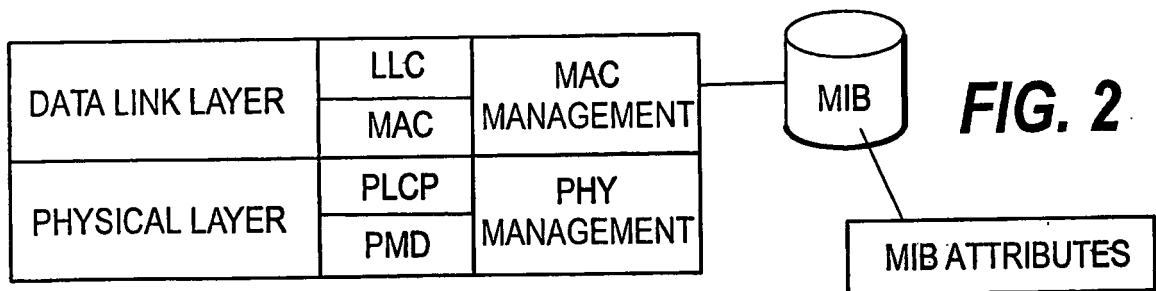 DATA LINK LAYER
LLC
MAC
MAC
MANAGEMENT
PHYSICAL LAYER
PLCP
PMD
PHY
MANAGEMENT
MIB
FIG. 2
MIB ATTRIBUTES